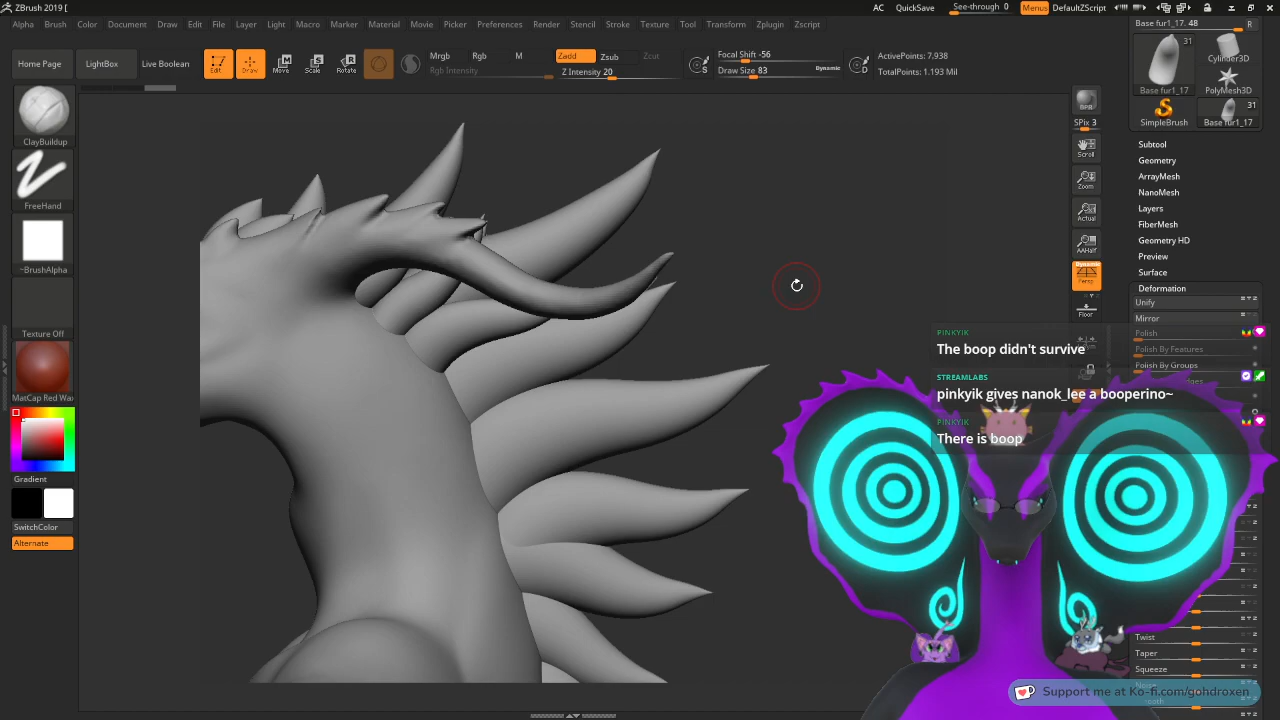 ZBrush 2019 [
AC
QuickSave
See-through 0
Menus
DefaultZScript
Alpha
Brush
Color
Document
Draw
Edit
File
Layer
Light
Macro
Marker
Material
Movie
Picker
Preferences
Render
Stencil
Stroke
Texture
Tool
Transform
Zplugin
Zscript
Home Page
LightBox
Live Boolean
Edit
Draw
Move
Scale
Rotate
Mrgb
Rgb
M
Rgb Intensity
Zadd
Zsub
Zcut
Z Intensity 20
S
Focal Shift -56
Draw Size 83
Dynamic
D
ActivePoints: 7,938
TotalPoints: 1.193 Mil
ClayBuildup
FreeHand
~BrushAlpha
Texture Off
MatCap Red Wax
Gradient
SwitchColor
Alternate
BPR
SPix 3
Scroll
Zoom
Actual
AAHalf
Dynamic
Persp
Floor
Base fur1_17. 48
R
31
Base fur1_17
Cylinder3D
PolyMesh3D
SimpleBrush
31
Base fur1_17
Subtool
Geometry
ArrayMesh
NanoMesh
Layers
FiberMesh
Geometry HD
Preview
Surface
Deformation
Unify
Mirror
Polish
Polish By Features
Polish By Groups
Twist
Taper
Squeeze
PINKYIK
The boop didn't survive
STREAMLABS
pinkyik gives nanok_lee a booperino~
PINKYIK
There is boop
Support me at Ko-fi.com/gohdroxen